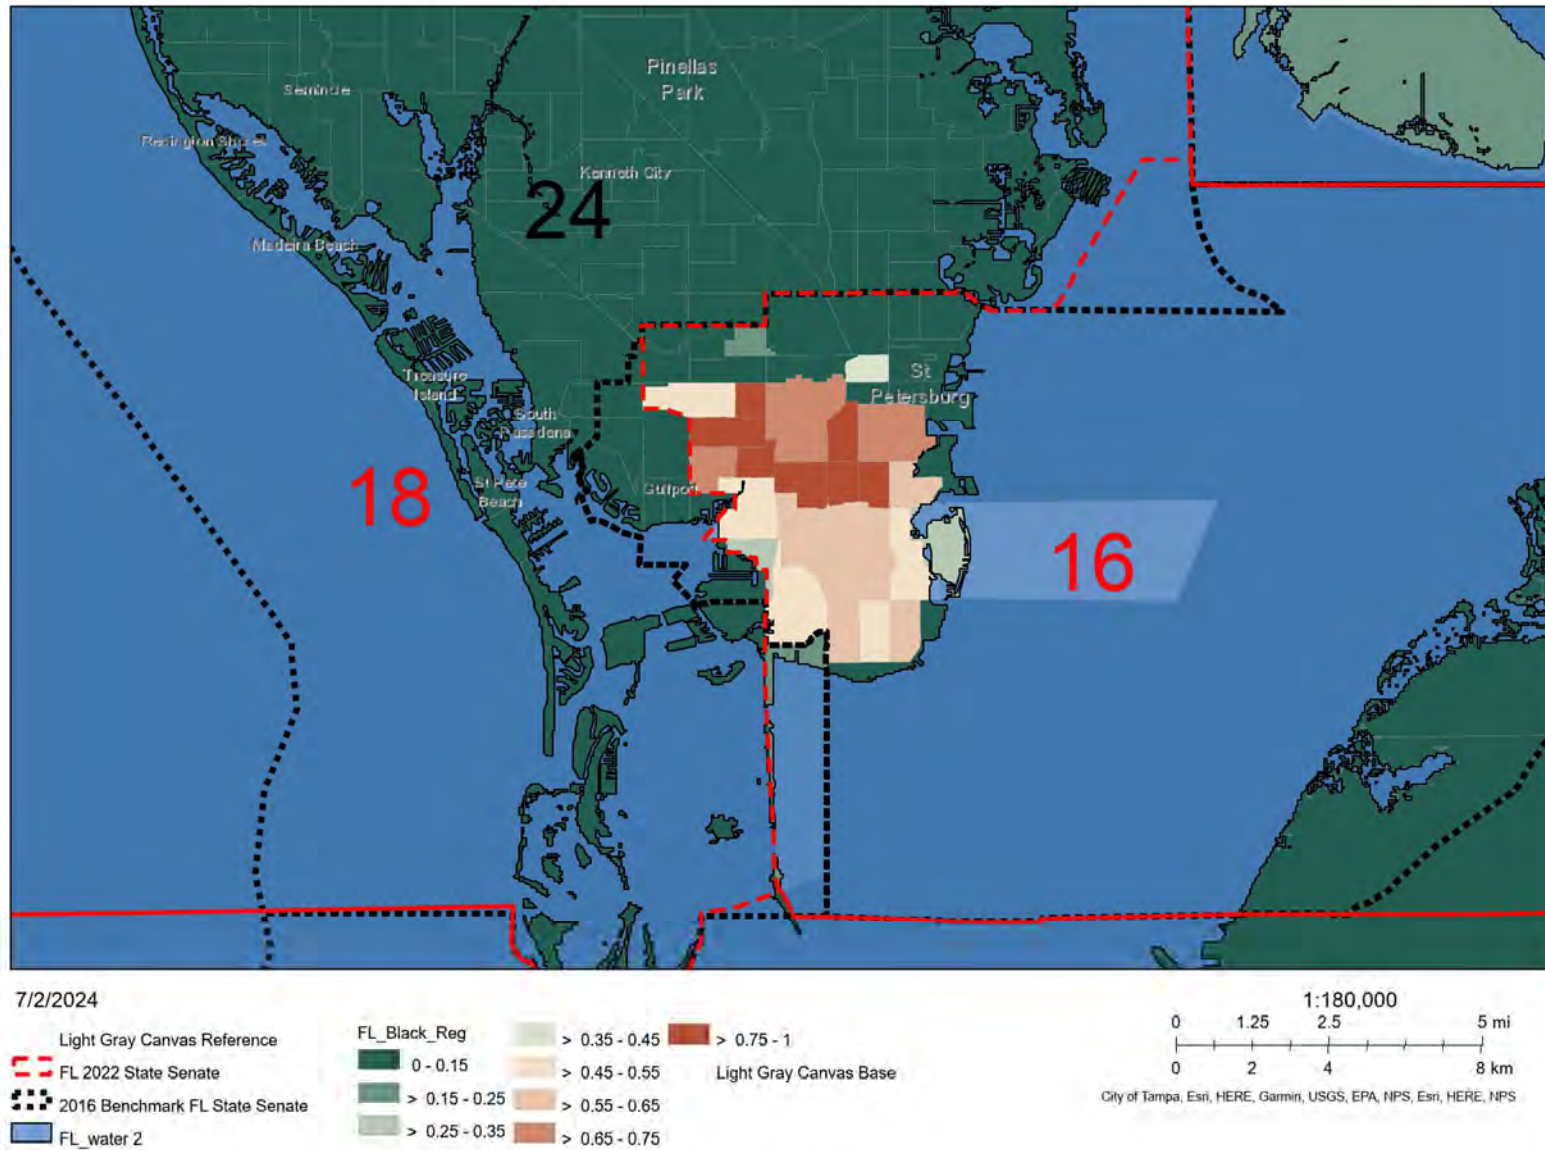 Pinellas
Park
Seminole
Redington Shores
Kenneth City
24
Madeira Beach
Treasure
Island
St
Petersburg
South
Pasadena
18
St Pete
Beach
Gulfport
16
7/2/2024
Light Gray Canvas Reference
FL 2022 State Senate
2016 Benchmark FL State Senate
FL_water 2
FL_Black_Reg
0 - 0.15
> 0.15 - 0.25
> 0.25 - 0.35
> 0.35 - 0.45
> 0.45 - 0.55
> 0.55 - 0.65
> 0.65 - 0.75
> 0.75 - 1
Light Gray Canvas Base
1:180,000
0 1.25 2.5 5 mi
0 2 4 8 km
City of Tampa, Esri, HERE, Garmin, USGS, EPA, NPS, Esri, HERE, NPS